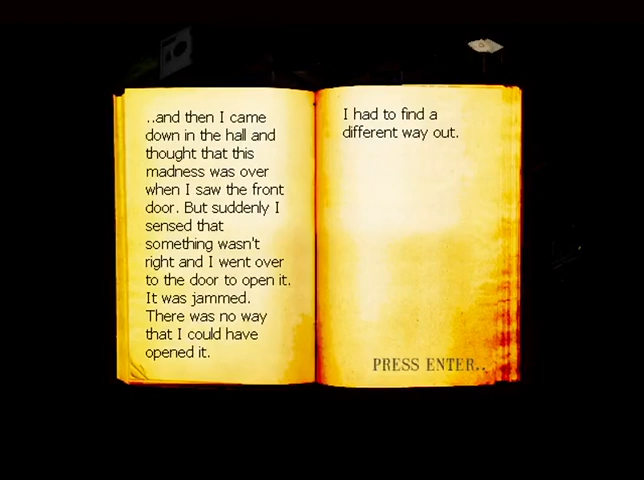 ..and then I came
down in the hall and
thought that this
madness was over
when I saw the front
door. But suddenly I
sensed that
something wasn't
right and I went over
to the door to open it.
It was jammed.
There was no way
that I could have
opened it.
I had to find a
different way out.
PRESS ENTER..